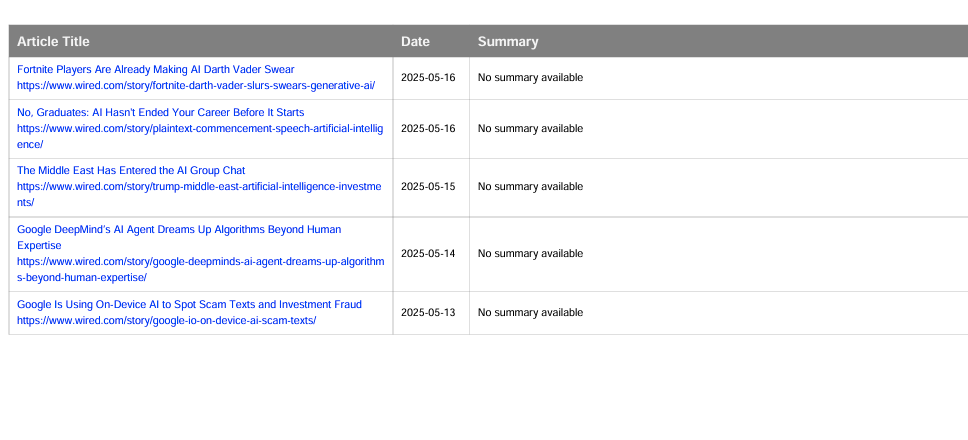 Article Title Date Summary
Fortnite Players Are Already Making AI Darth Vader Swear
https://www.wired.com/story/fortnite-darth-vader-slurs-swears-generative-ai/
2025-05-16 No summary available
No, Graduates: AI Hasn't Ended Your Career Before It Starts
https://www.wired.com/story/plaintext-commencement-speech-artificial-intellig
ence/
2025-05-16 No summary available
The Middle East Has Entered the AI Group Chat
https://www.wired.com/story/trump-middle-east-artificial-intelligence-investme
nts/
2025-05-15 No summary available
Google DeepMind's AI Agent Dreams Up Algorithms Beyond Human
Expertise
https://www.wired.com/story/google-deepminds-ai-agent-dreams-up-algorithm
s-beyond-human-expertise/
2025-05-14 No summary available
Google Is Using On-Device AI to Spot Scam Texts and Investment Fraud
https://www.wired.com/story/google-io-on-device-ai-scam-texts/
2025-05-13 No summary available